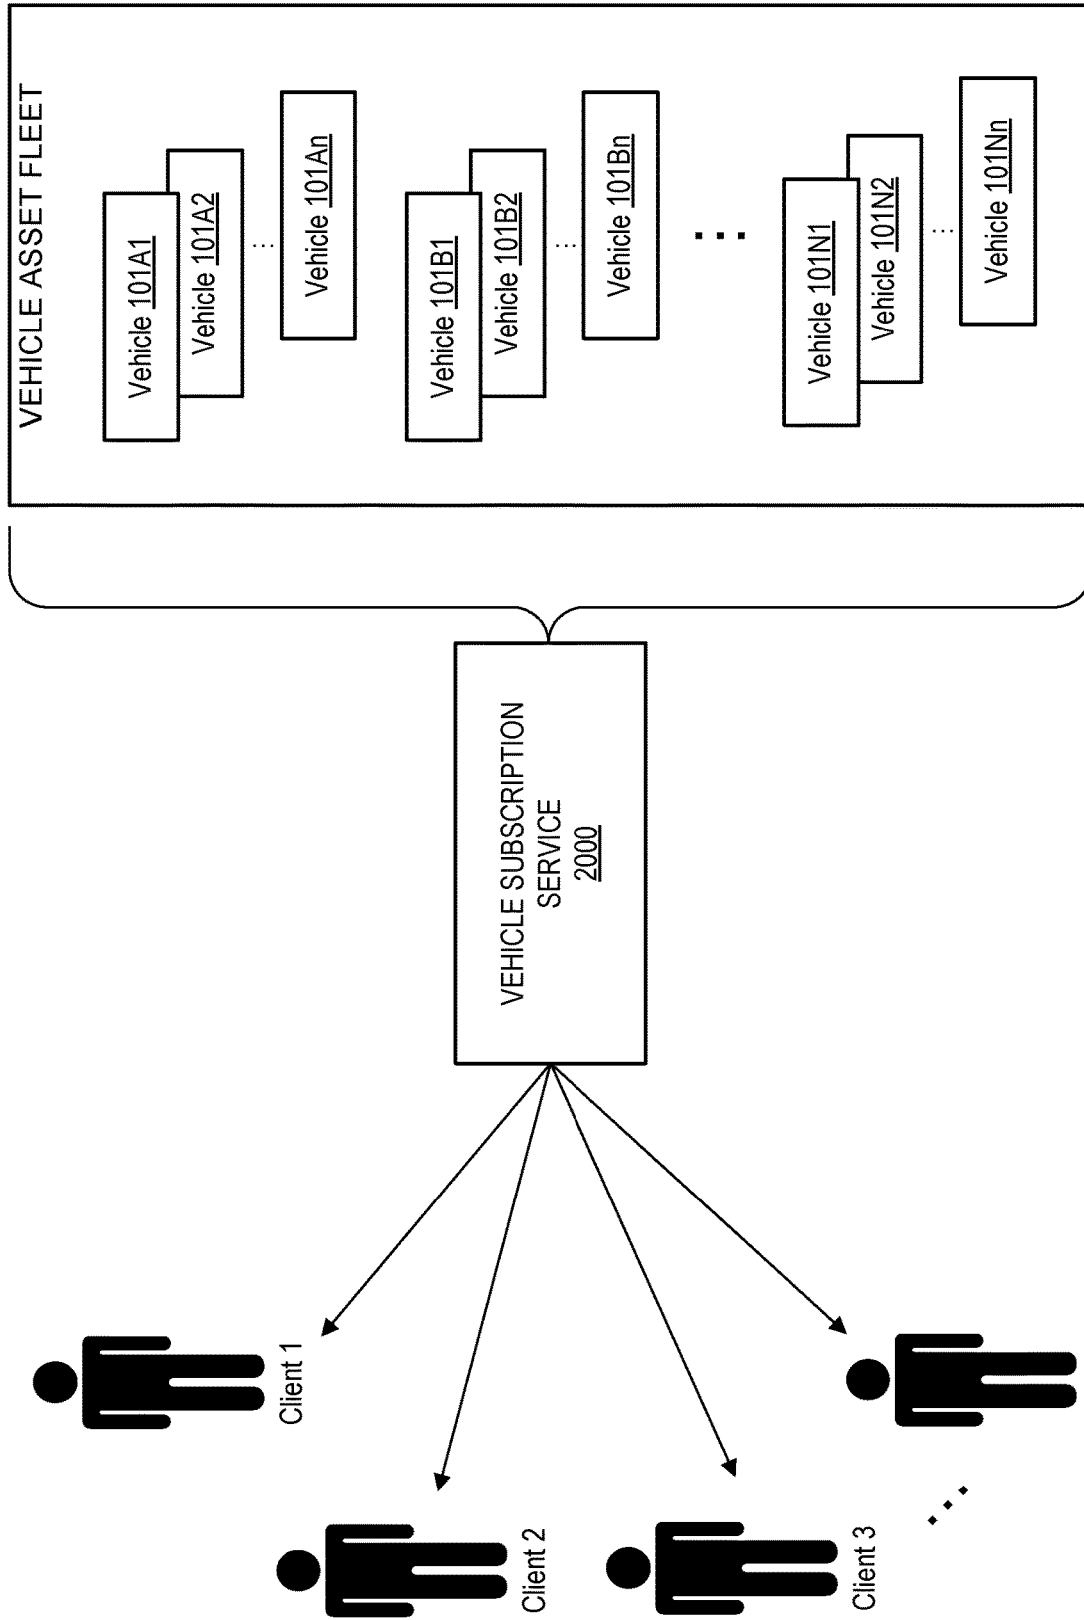 VEHICLE ASSET FLEET
Vehicle 101A1
Vehicle 101A2
...
Vehicle 101An
Vehicle 101B1
Vehicle 101B2
...
Vehicle 101Bn
...
Vehicle 101N1
Vehicle 101N2
...
Vehicle 101Nn
VEHICLE SUBSCRIPTION
SERVICE
2000
Client 1
Client 2
Client 3
...